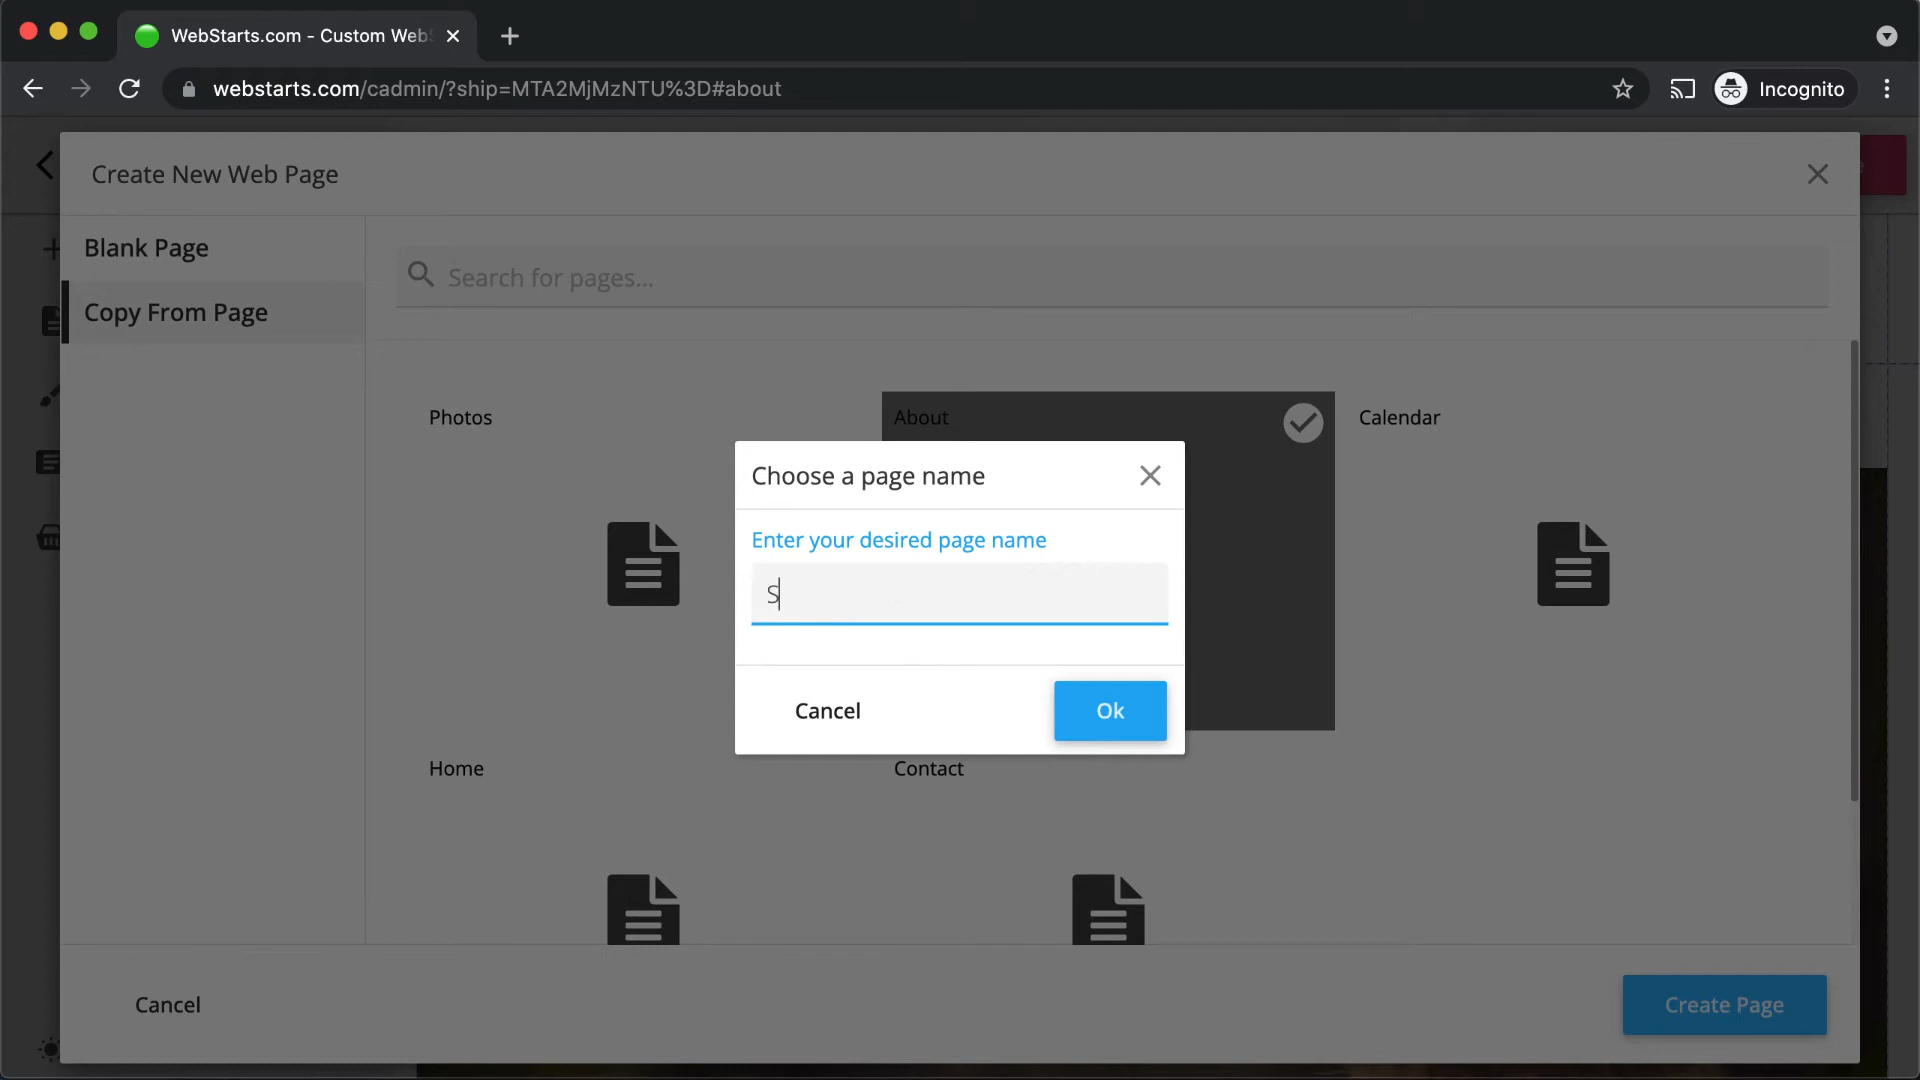 WebStarts.com - Custom Web
webstarts.com/cadmin/?ship=MTA2MjMzNTU%3D#about
Incognito
Create New Web Page
Blank Page
Copy From Page
Search for pages...
Photos
About
Calendar
Choose a page name
Enter your desired page name
S
Cancel
Ok
Home
Contact
Cancel
Create Page